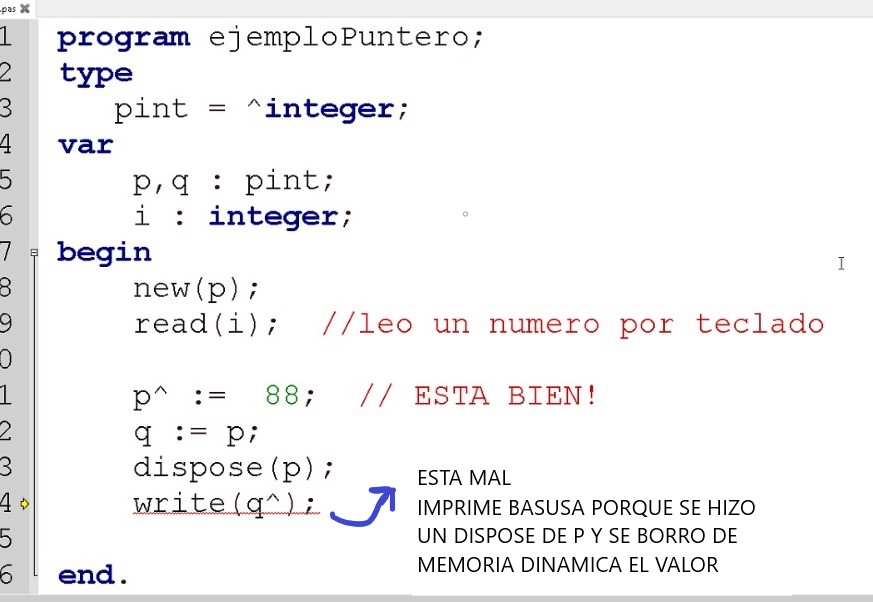 .pas
1 program ejemploPuntero;
2 type
3 pint = ^integer;
4 var
5 p,q : pint;
6 i : integer;
7 begin
8 new(p);
9 read(i); //leo un numero por teclado
0
1 p^ := 88; // ESTA BIEN!
2 q := p;
3 dispose(p);
4 write(q^);
5
6 end.
ESTA MAL
IMPRIME BASUSA PORQUE SE HIZO
UN DISPOSE DE P Y SE BORRO DE
MEMORIA DINAMICA EL VALOR